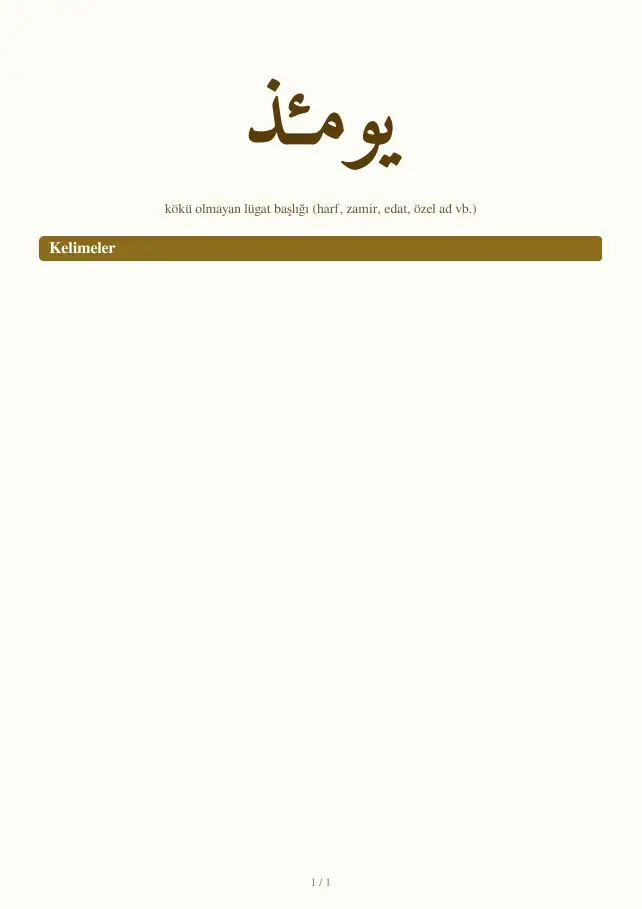 يومئذ
kökü olmayan lügat başlığı (harf, zamir, edat, özel ad vb.)
Kelimeler
1 / 1